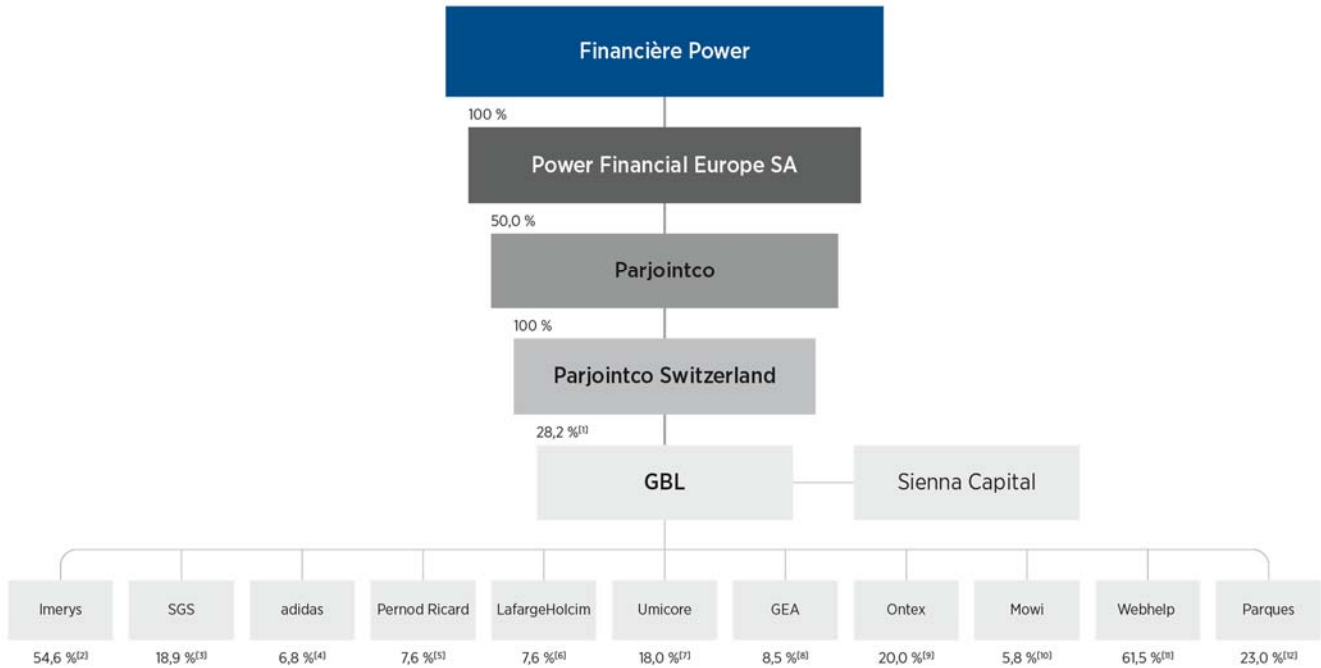 Financière Power
100 %
Power Financial Europe SA
50,0 %
Parjointco
100 %
Parjointco Switzerland
28,2 %[1]
GBL
Sienna Capital
Imerys
SGS
adidas
Pernod Ricard
LafargeHolcim
Umicore
GEA
Ontex
Mowi
Webhelp
Parques
54,6 %[2]
18,9 %[3]
6,8 %[4]
7,6 %[5]
7,6 %[6]
18,0 %[7]
8,5 %[8]
20,0 %[9]
5,8 %[10]
61,5 %[11]
23,0 %[12]